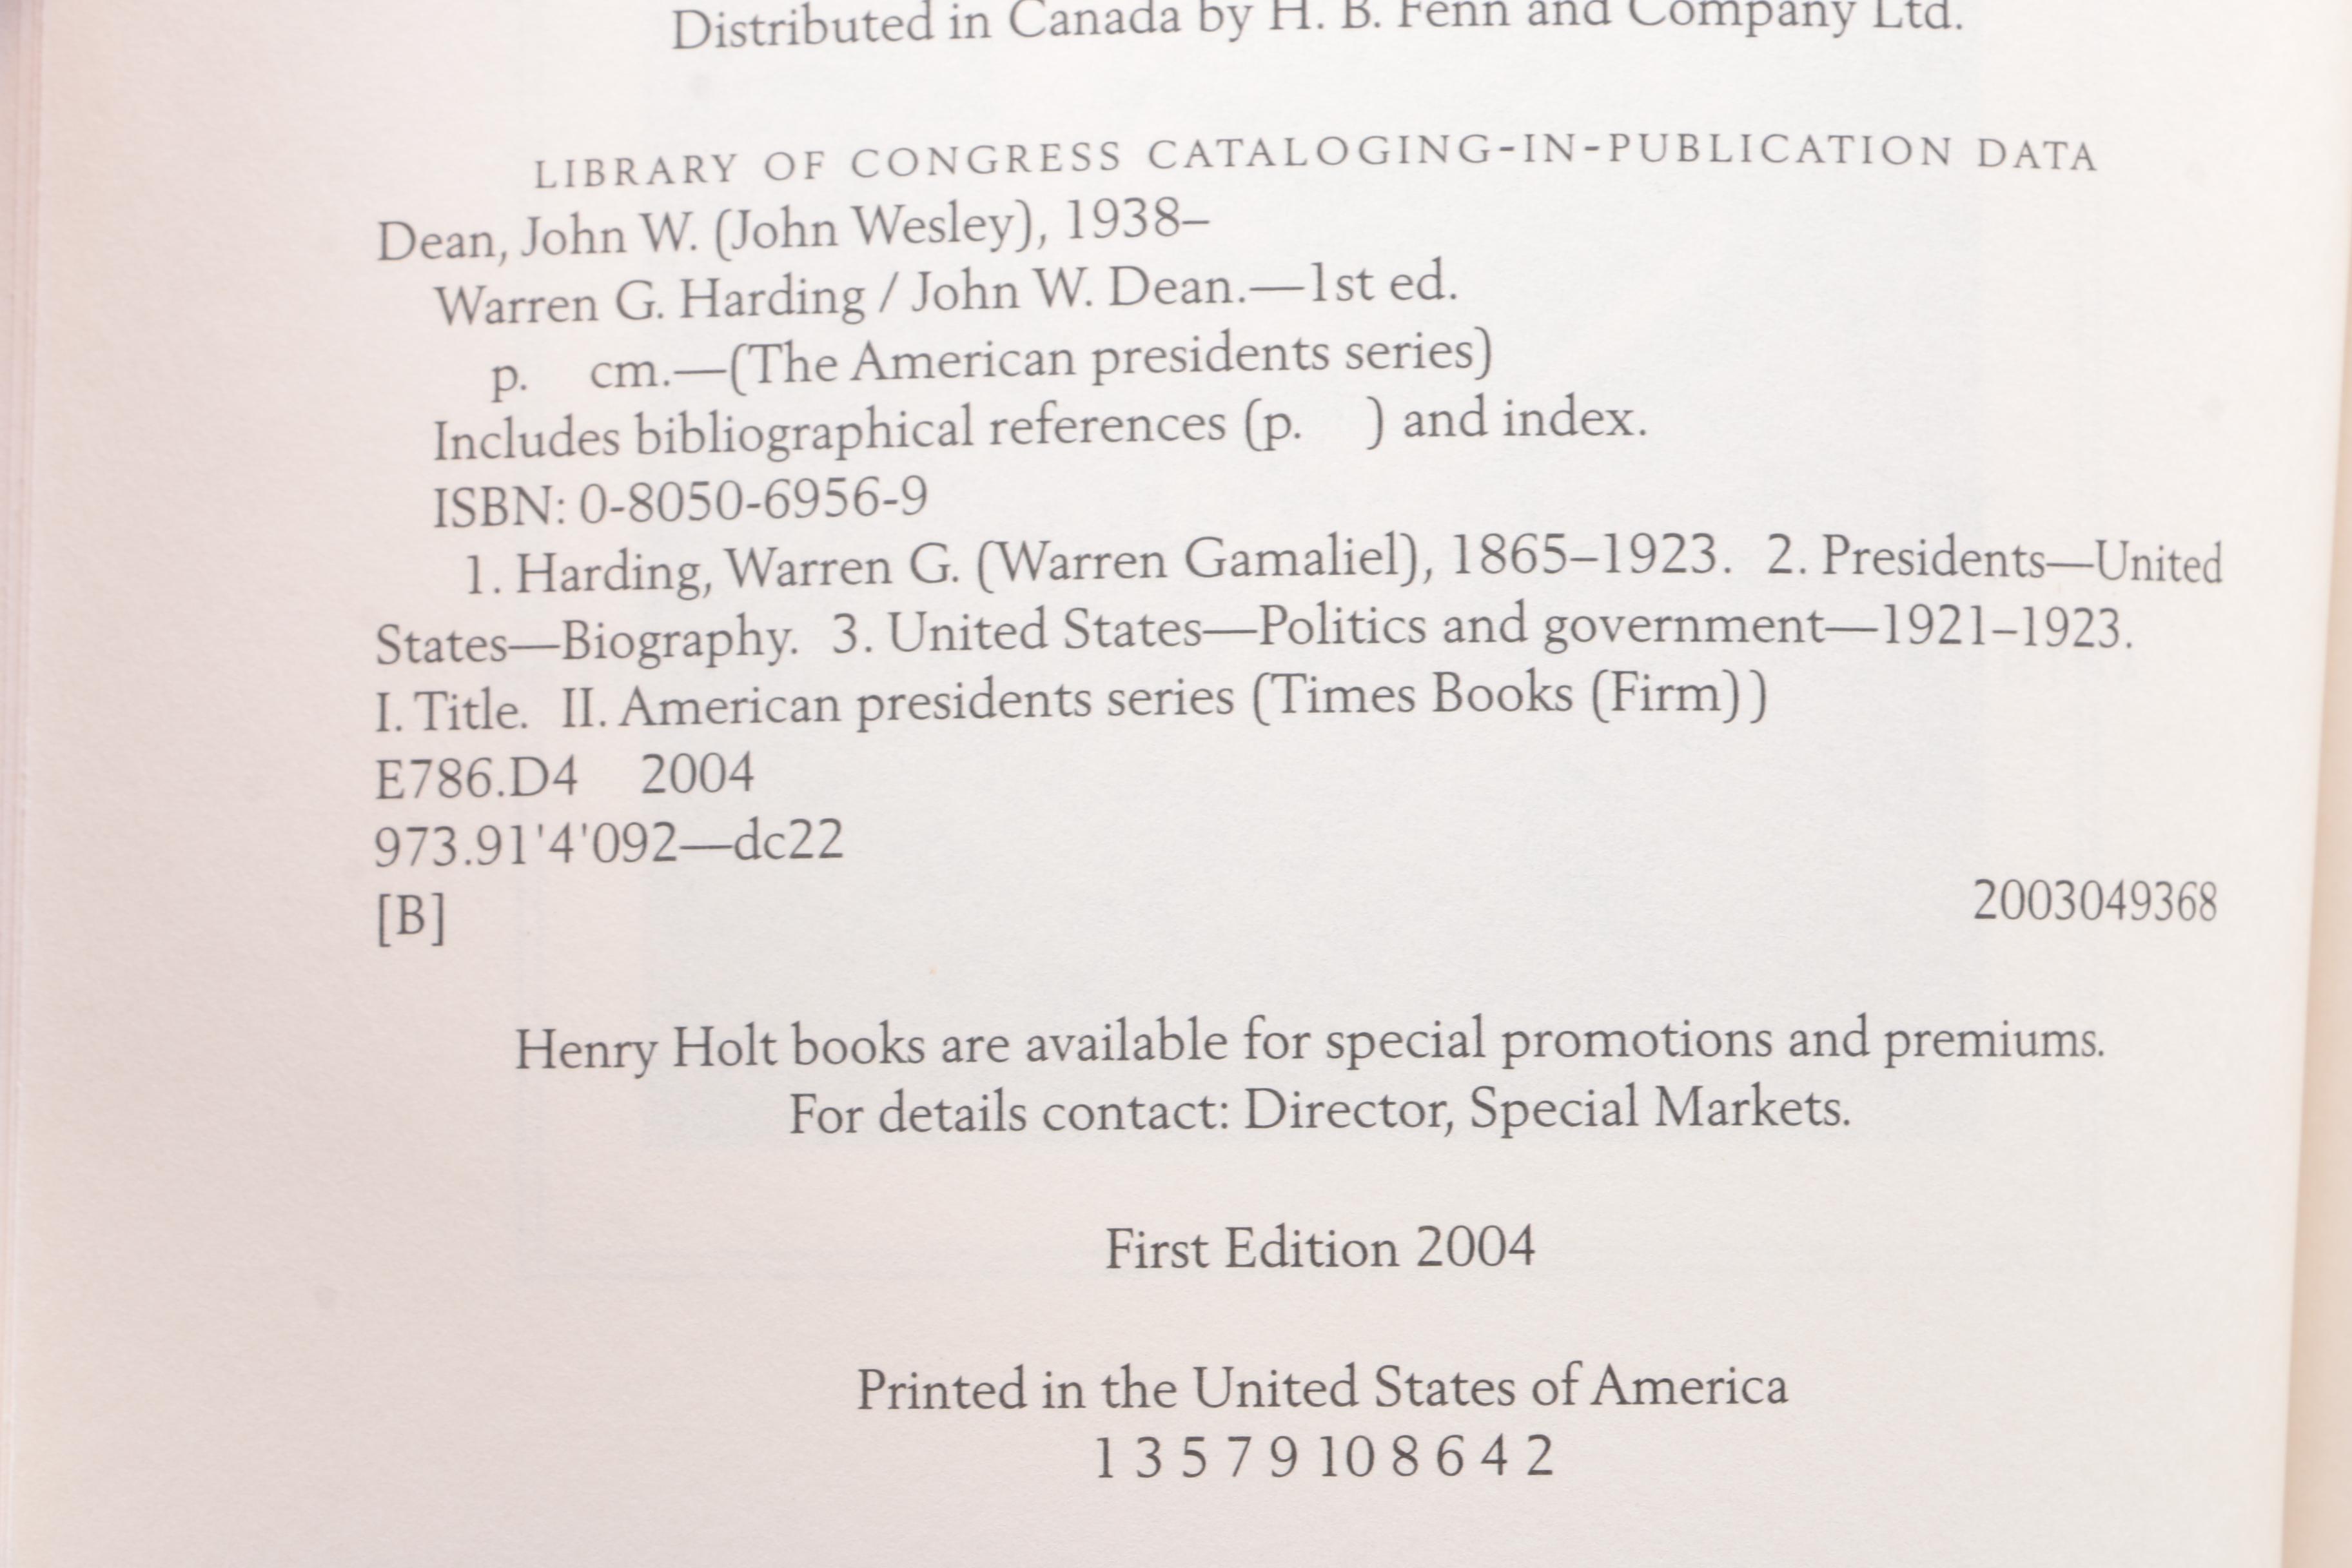 Distributed in Canada by H. B. Fenn and Company Ltd.
LIBRARY OF CONGRESS CATALOGING-IN-PUBLICATION DATA
Dean, John W. (John Wesley), 1938–
Warren G. Harding / John W. Dean.—1st ed.
p. cm.—(The American presidents series)
Includes bibliographical references (p. ) and index.
ISBN: 0-8050-6956-9
1. Harding, Warren G. (Warren Gamaliel), 1865–1923. 2. Presidents—United
States—Biography. 3. United States—Politics and government—1921–1923.
I. Title. II. American presidents series (Times Books (Firm))
E786.D4 2004
973.91'4'092—dc22
[B] 2003049368
Henry Holt books are available for special promotions and premiums.
For details contact: Director, Special Markets.
First Edition 2004
Printed in the United States of America
1 3 5 7 9 10 8 6 4 2